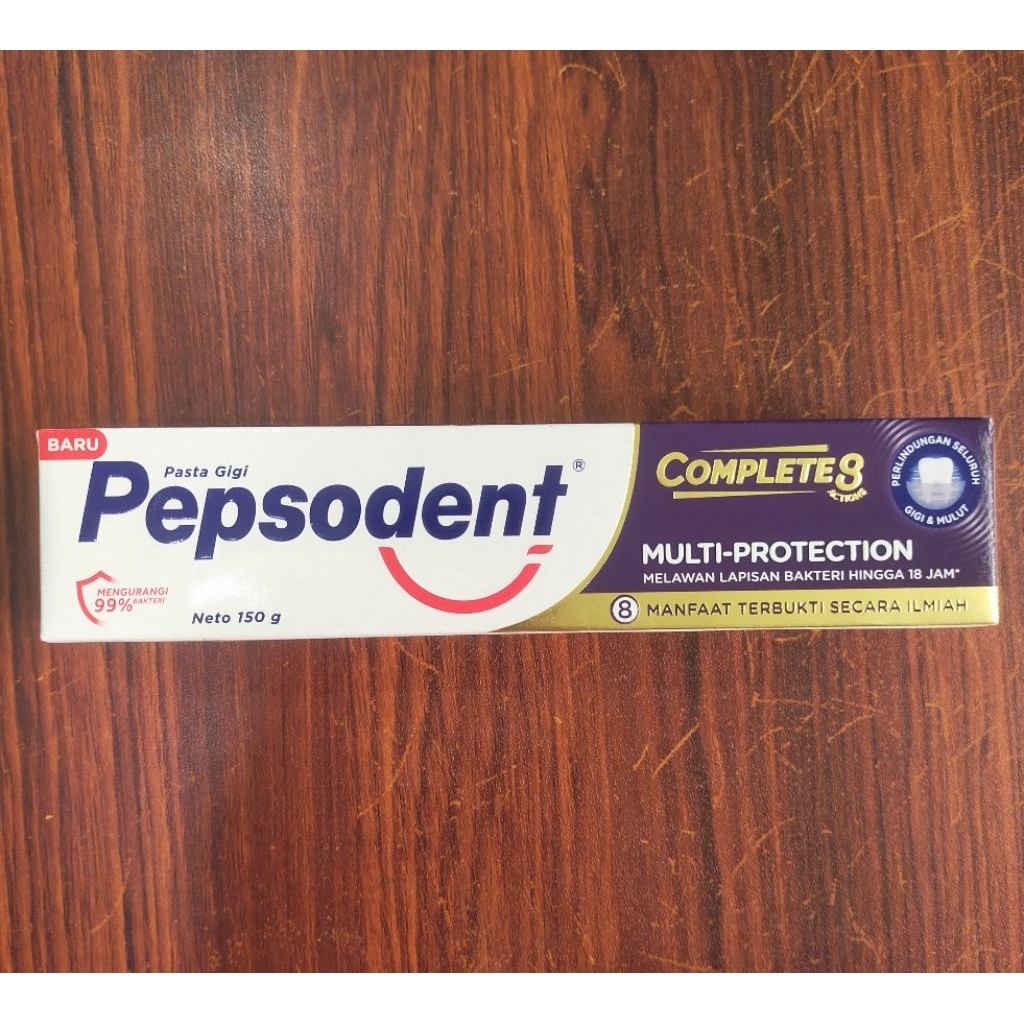 BARU
Pasta Gigi
Pepsodent®
MENGURANGI
99% BAKTERI*
Neto 150 g
COMPLETE 8
ACTIONS
PERLINDUNGAN SELURUH
GIGI & MULUT
MULTI-PROTECTION
MELAWAN LAPISAN BAKTERI HINGGA 18 JAM*
8 MANFAAT TERBUKTI SECARA ILMIAH